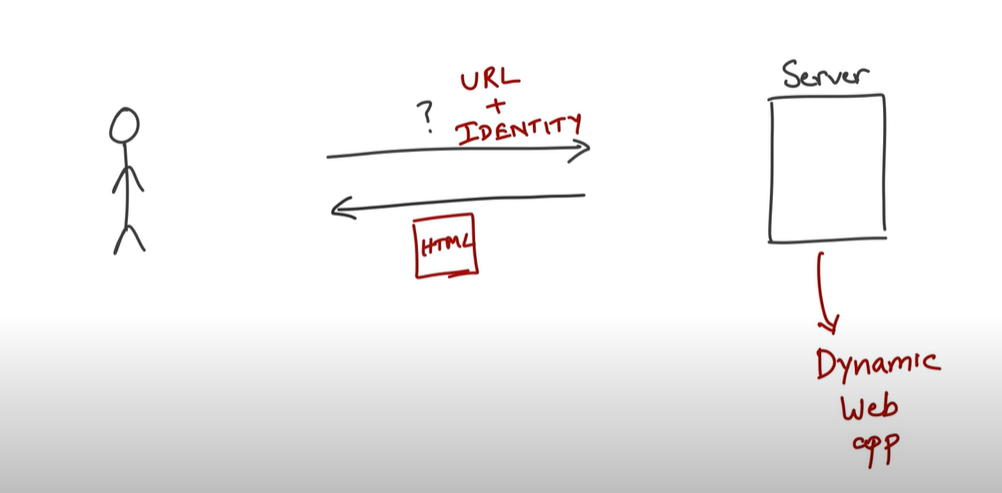 Server
URL
+
?
IDENTITY
HTML
Dynamic
Web
app